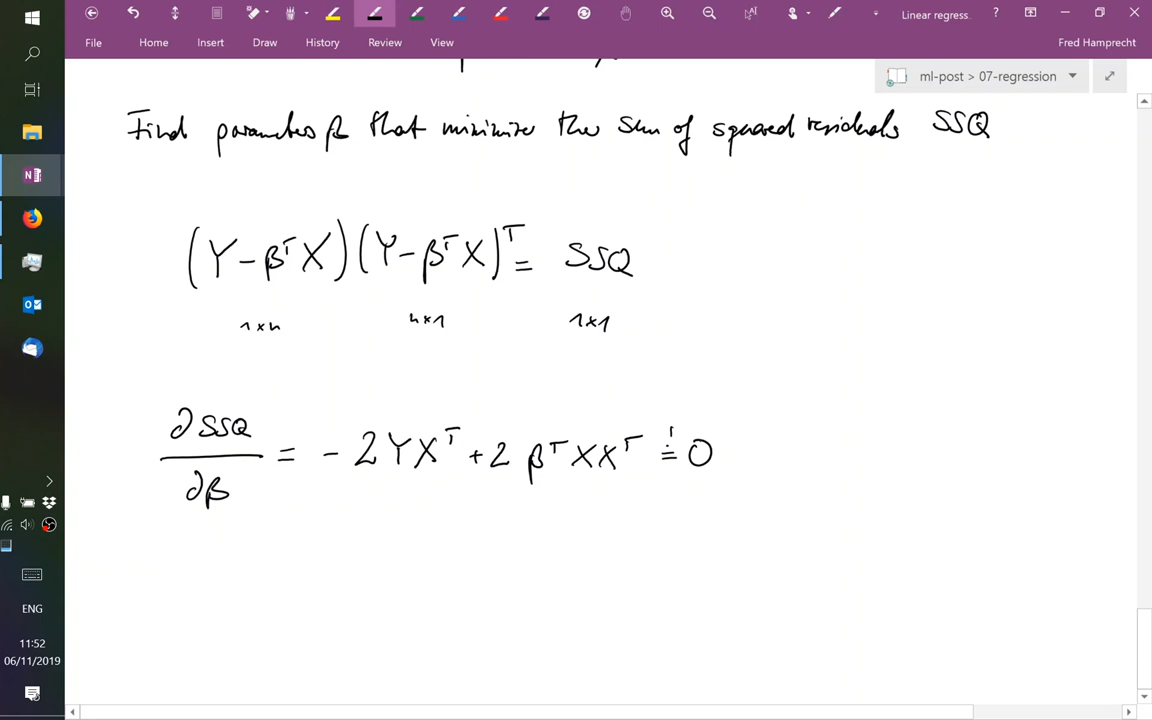 Linear regress.
File Home Insert Draw History Review View Fred Hamprecht
ml-post > 07-regression
Find parameters β that minimize the sum of squared residuals SSQ
(Y-βᵀX)(Y-βᵀX)ᵀ = SSQ
1×n n×1 1×1
∂SSQ/∂β = -2YXᵀ + 2βᵀXXᵀ =! 0
ENG
11:52
06/11/2019